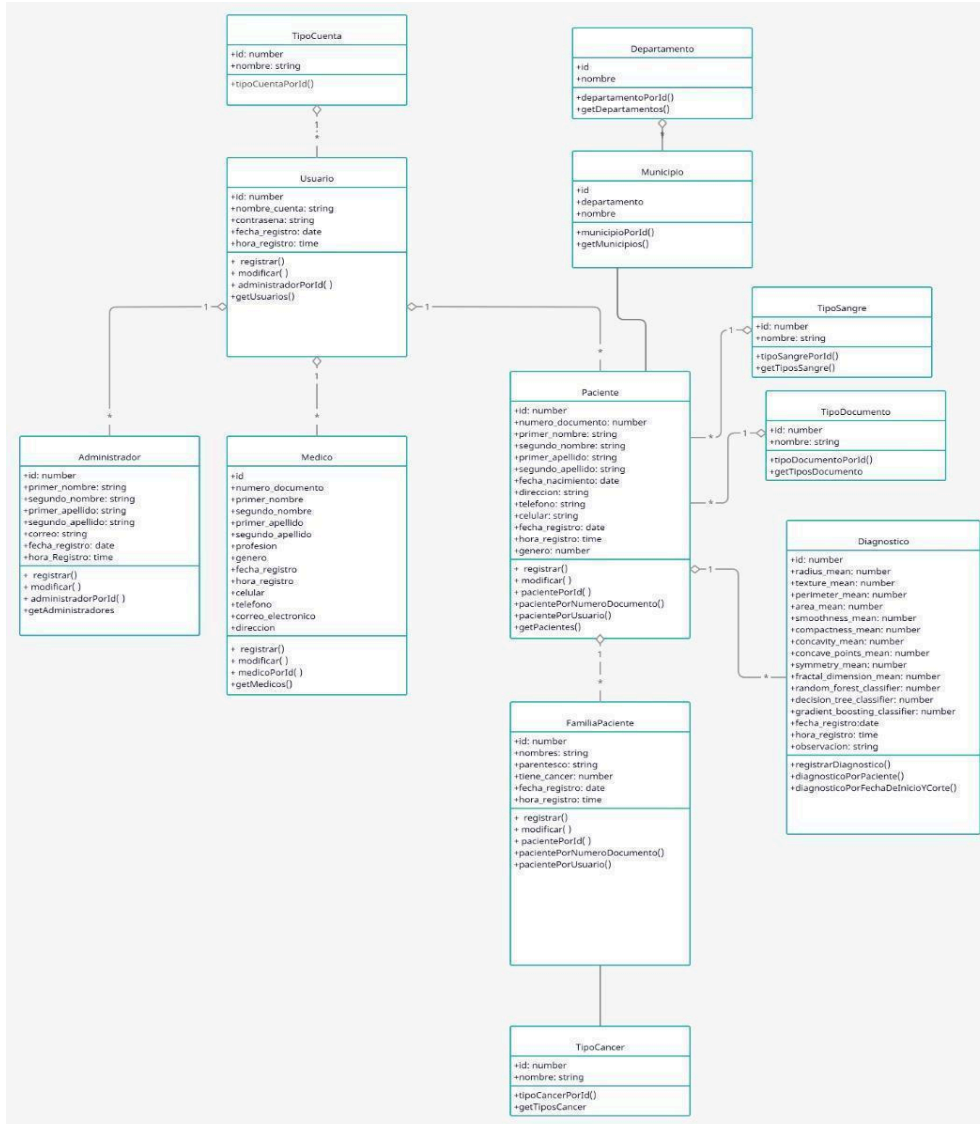 TipoCuenta
+id: number
+nombre: string
+tipoCuentaPorId()
1
*
Usuario
+id: number
+nombre_cuenta: string
+contrasena: string
+fecha_registro: date
+hora_registro: time
+ registrar()
+ modificar( )
+ administradorPorId( )
+getUsuarios()
1
1
1
*
*
*
Departamento
+id
+nombre
+departamentoPorId()
+getDepartamentos()
*
Municipio
+id
+departamento
+nombre
+municipioPorId()
+getMunicipios()
TipoSangre
+id: number
+nombre: string
+tipoSangrePorId()
+getTiposSangre()
1
*
TipoDocumento
+id: number
+nombre: string
+tipoDocumentoPorId()
+getTiposDocumento
1
*
Administrador
+id: number
+primer_nombre: string
+segundo_nombre: string
+primer_apellido: string
+segundo_apellido: string
+correo: string
+fecha_registro: date
+hora_Registro: time
+ registrar()
+ modificar( )
+ administradorPorId( )
+getAdministradores
Medico
+id
+numero_documento
+primer_nombre
+segundo_nombre
+primer_apellido
+segundo_apellido
+profesion
+genero
+fecha_registro
+hora_registro
+celular
+telefono
+correo_electronico
+direccion
+ registrar()
+ modificar( )
+ medicoPorId( )
+getMedicos()
Paciente
+id: number
+numero_documento: number
+primer_nombre: string
+segundo_nombre: string
+primer_apellido: string
+segundo_apellido: string
+fecha_nacimiento: date
+direccion: string
+telefono: string
+celular: string
+fecha_registro: date
+hora_registro: time
+genero: number
+ registrar()
+ modificar( )
+ pacientePorId( )
+pacientePorNumeroDocumento()
+pacientePorUsuario()
+getPacientes()
1
*
1
*
Diagnostico
+id: number
+radius_mean: number
+texture_mean: number
+perimeter_mean: number
+area_mean: number
+smoothness_mean: number
+compactness_mean: number
+concavity_mean: number
+concave_points_mean: number
+symmetry_mean: number
+fractal_dimension_mean: number
+random_forest_classifier: number
+decision_tree_classifier: number
+gradient_boosting_classifier: number
+fecha_registro:date
+hora_registro: time
+observacion: string
+registrarDiagnostico()
+diagnosticoPorPaciente()
+diagnosticoPorFechaDeInicioYCorte()
FamiliaPaciente
+id: number
+nombres: string
+parentesco: string
+tiene_cancer: number
+fecha_registro: date
+hora_registro: time
+ registrar()
+ modificar( )
+ pacientePorId( )
+pacientePorNumeroDocumento()
+pacientePorUsuario()
TipoCancer
+id: number
+nombre: string
+tipoCancerPorId()
+getTiposCancer